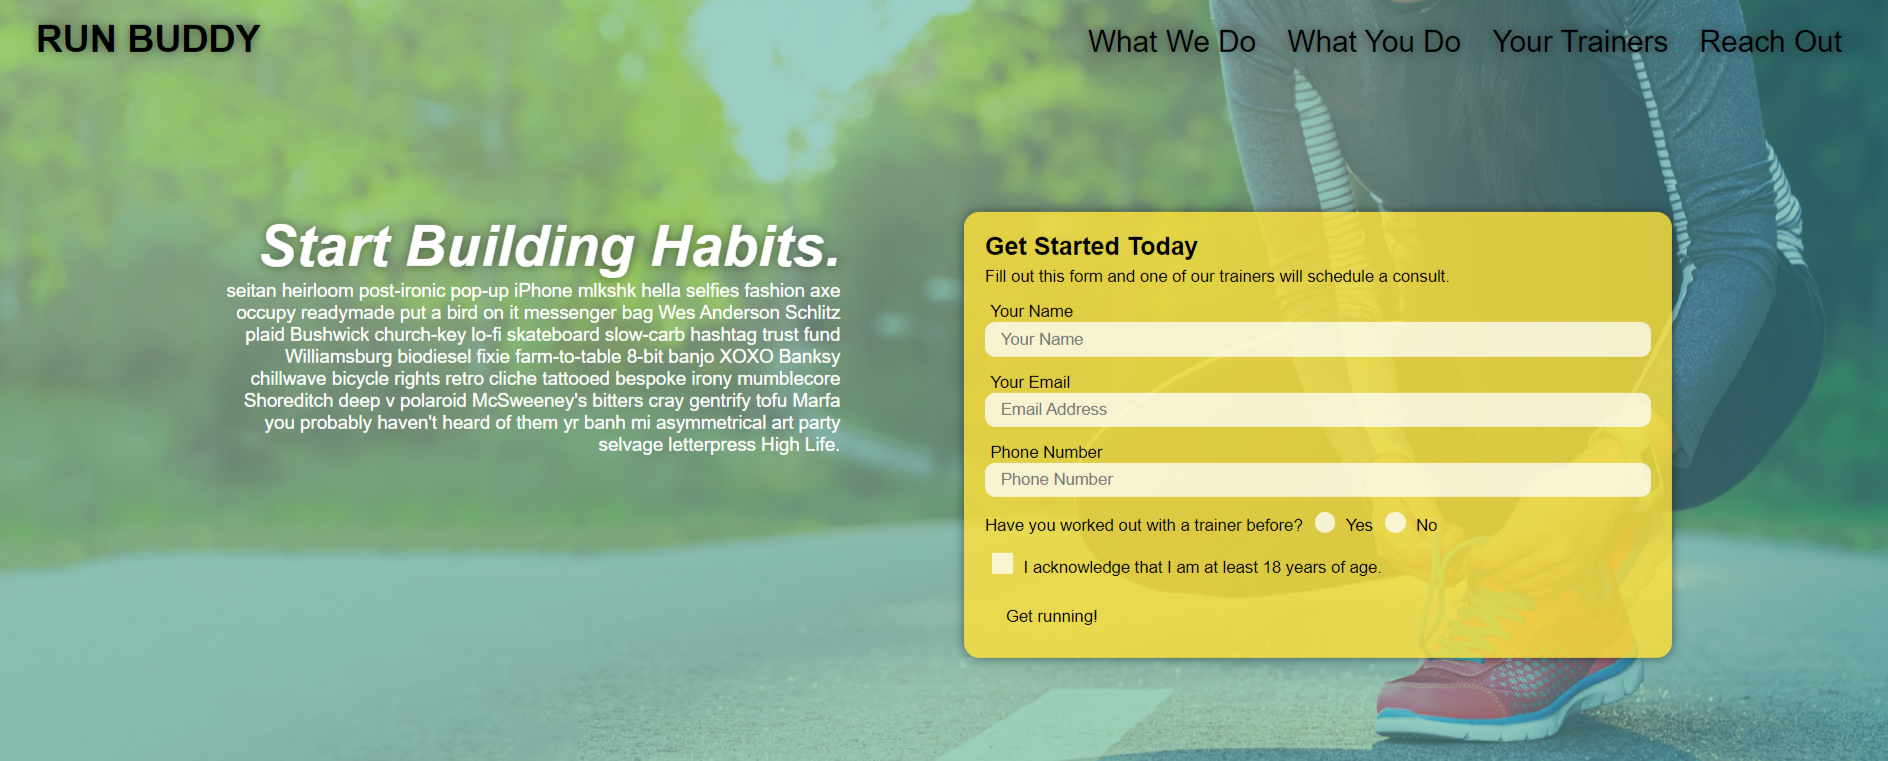 RUN BUDDY
What We Do What You Do Your Trainers Reach Out
Start Building Habits.
seitan heirloom post-ironic pop-up iPhone mlkshk hella selfies fashion axe
occupy readymade put a bird on it messenger bag Wes Anderson Schlitz
plaid Bushwick church-key lo-fi skateboard slow-carb hashtag trust fund
Williamsburg biodiesel fixie farm-to-table 8-bit banjo XOXO Banksy
chillwave bicycle rights retro cliche tattooed bespoke irony mumblecore
Shoreditch deep v polaroid McSweeney's bitters cray gentrify tofu Marfa
you probably haven't heard of them yr banh mi asymmetrical art party
selvage letterpress High Life.
Get Started Today
Fill out this form and one of our trainers will schedule a consult.
Your Name
Your Name
Your Email
Email Address
Phone Number
Phone Number
Have you worked out with a trainer before? Yes No
I acknowledge that I am at least 18 years of age.
Get running!